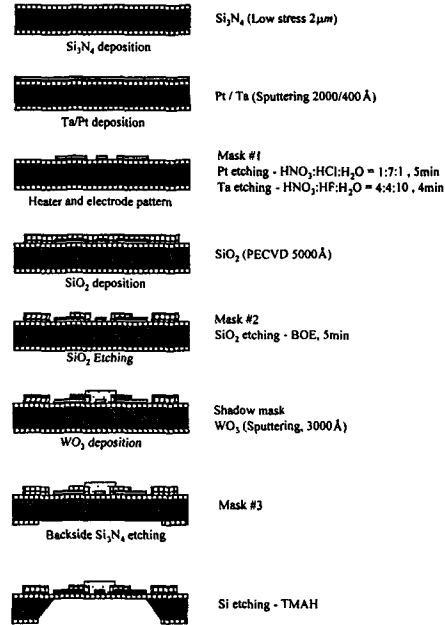 Si₃N₄ (Low stress 2µm)
Si₃N₄ deposition
Pt / Ta (Sputtering 2000/400 Å)
Ta/Pt deposition
Mask #1
Pt etching - HNO₃:HCl:H₂O = 1:7:1 , 5min
Ta etching - HNO₃:HF:H₂O = 4:4:10 , 4min
Heater and electrode pattern
SiO₂ (PECVD 5000Å)
SiO₂ deposition
Mask #2
SiO₂ etching - BOE, 5min
SiO₂ Etching
Shadow mask
WO₃ (Sputtering, 3000Å)
WO₃ deposition
Mask #3
Backside Si₃N₄ etching
Si etching - TMAH